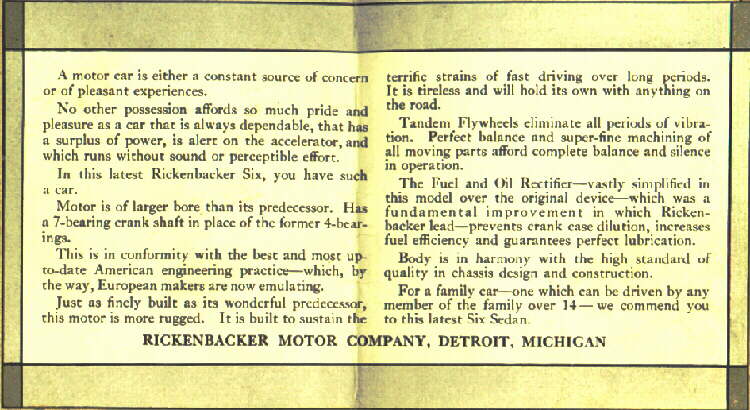 A motor car is either a constant source of concern
or of pleasant experiences.
No other possession affords so much pride and
pleasure as a car that is always dependable, that has
a surplus of power, is alert on the accelerator, and
which runs without sound or perceptible effort.
In this latest Rickenbacker Six, you have such
a car.
Motor is of larger bore than its predecessor. Has
a 7-bearing crank shaft in place of the former 4-bear-
ings.
This is in conformity with the best and most up-
to-date American engineering practice—which, by
the way, European makers are now emulating.
Just as finely built as its wonderful predecessor,
this motor is more rugged. It is built to sustain the
terrific strains of fast driving over long periods.
It is tireless and will hold its own with anything on
the road.
Tandem Flywheels eliminate all periods of vibra-
tion. Perfect balance and super-fine machining of
all moving parts afford complete balance and silence
in operation.
The Fuel and Oil Rectifier—vastly simplified in
this model over the original device—which was a
fundamental improvement in which Ricken-
backer lead—prevents crank case dilution, increases
fuel efficiency and guarantees perfect lubrication.
Body is in harmony with the high standard of
quality in chassis design and construction.
For a family car—one which can be driven by any
member of the family over 14—we commend you
to this latest Six Sedan.
RICKENBACKER MOTOR COMPANY, DETROIT, MICHIGAN